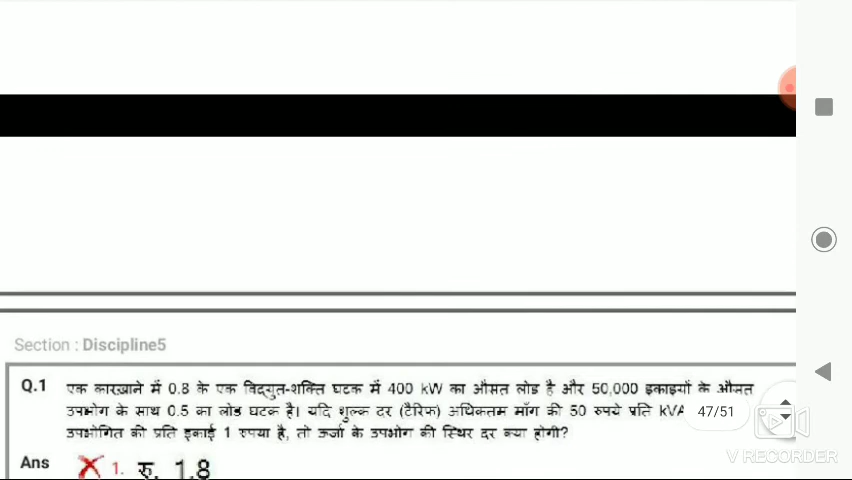 Section : Discipline5
Q.1 एक कारख़ाने में 0.8 के एक विद्युत-शक्ति घटक में 400 kW का औसत लोड है और 50,000 इकाइयों के औसत
उपभोग के साथ 0.5 का लोड घटक है। यदि शुल्क दर (टैरिफ) अधिकतम माँग की 50 रुपये प्रति kVA 47/51
उपभोगित की प्रति इकाई 1 रुपया है, तो ऊर्जा के उपभोग की स्थिर दर क्या होगी?
Ans 1. रु. 1.8
V RECORDER